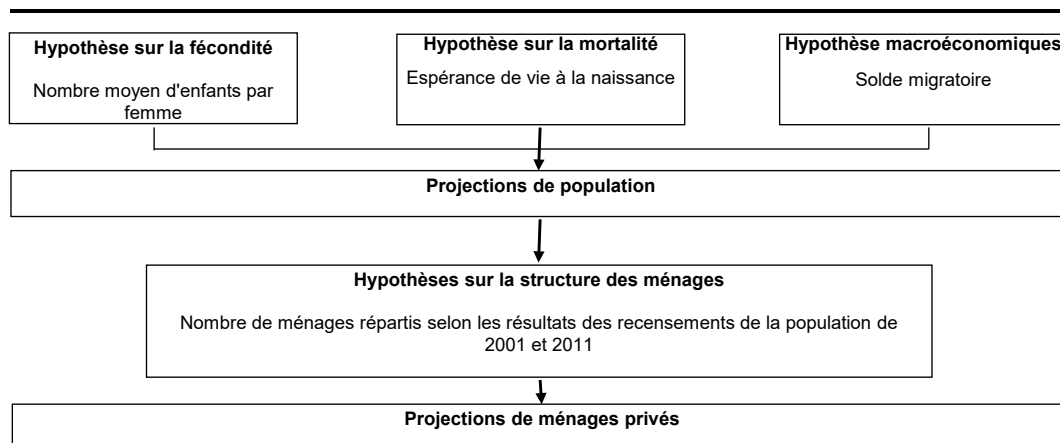 Hypothèse sur la fécondité
Nombre moyen d'enfants par
femme
Hypothèse sur la mortalité
Espérance de vie à la naissance
Hypothèse macroéconomiques
Solde migratoire
Projections de population
Hypothèses sur la structure des ménages
Nombre de ménages répartis selon les résultats des recensements de la population de
2001 et 2011
Projections de ménages privés